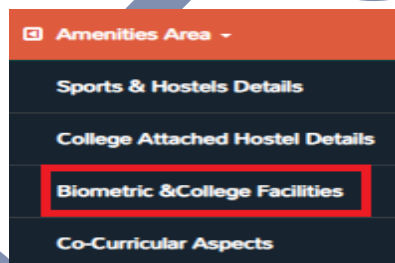 Amenities Area
Sports & Hostels Details
College Attached Hostel Details
Biometric &College Facilities
Co-Curricular Aspects